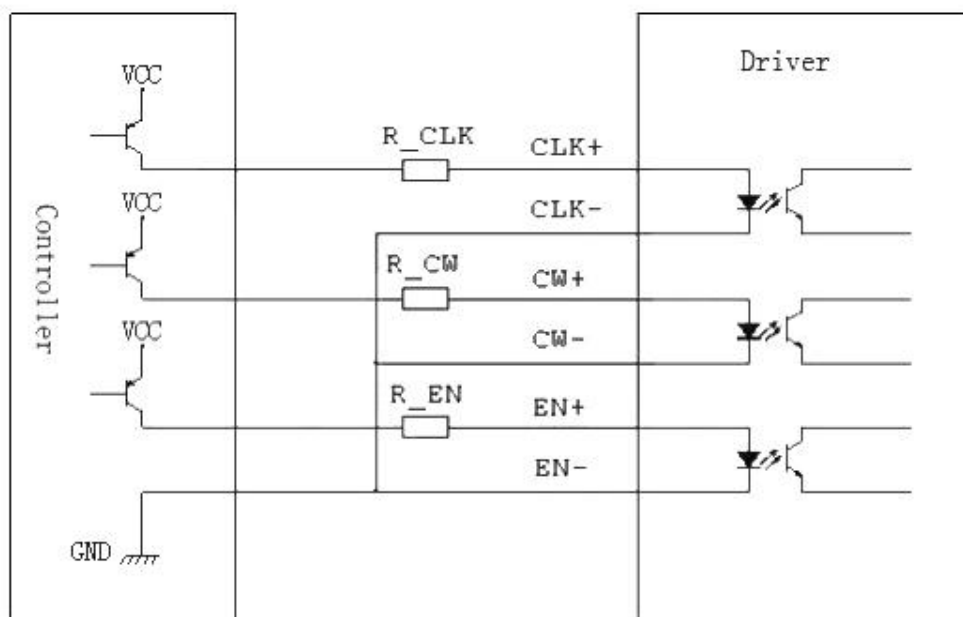 Driver
VCC
R_CLK
CLK+
VCC
CLK-
Controller
R_CW
CW+
VCC
CW-
R_EN
EN+
EN-
GND